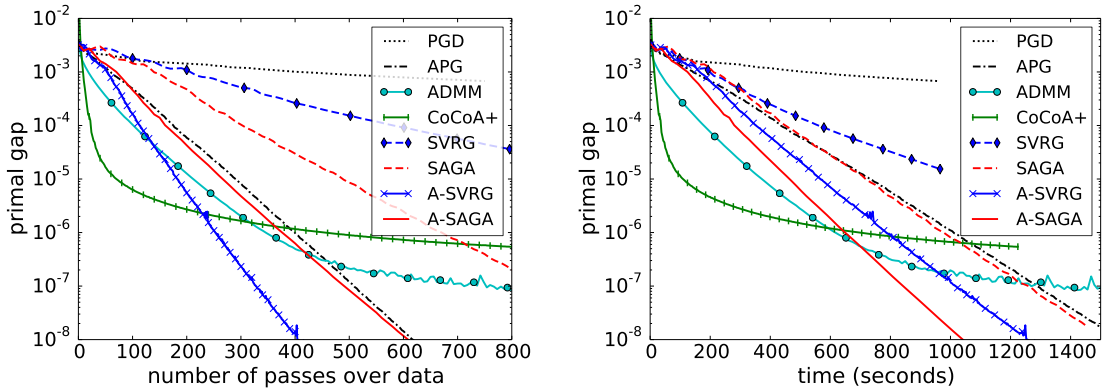 10^-2
10^-3
10^-4
10^-5
10^-6
10^-7
10^-8
primal gap
0 100 200 300 400 500 600 700 800
number of passes over data
PGD
APG
ADMM
CoCoA+
SVRG
SAGA
A-SVRG
A-SAGA
10^-2
10^-3
10^-4
10^-5
10^-6
10^-7
10^-8
primal gap
0 200 400 600 800 1000 1200 1400
time (seconds)
PGD
APG
ADMM
CoCoA+
SVRG
SAGA
A-SVRG
A-SAGA